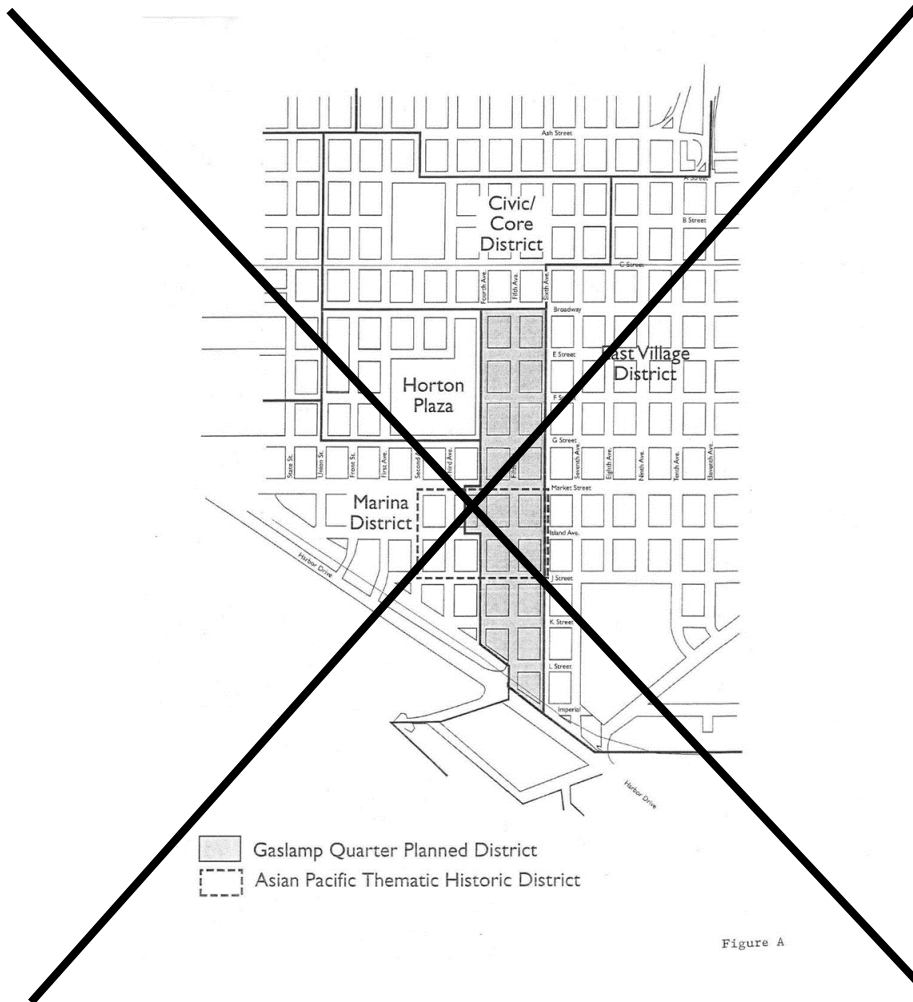 Ash Street
A Street
Civic/
Core
District
B Street
C Street
Fourth Ave.
Fifth Ave.
Sixth Ave.
Broadway
East Village
District
E Street
Horton
Plaza
F Street
G Street
State St.
Union St.
Front St.
First Ave.
Third Ave.
Seventh Ave.
Eighth Ave.
Ninth Ave.
Tenth Ave.
Eleventh Ave.
Market Street
Marina
District
Island Ave.
Harbor Drive
J Street
K Street
L Street
Imperial
Harbor Drive
Gaslamp Quarter Planned District
Asian Pacific Thematic Historic District
Figure A